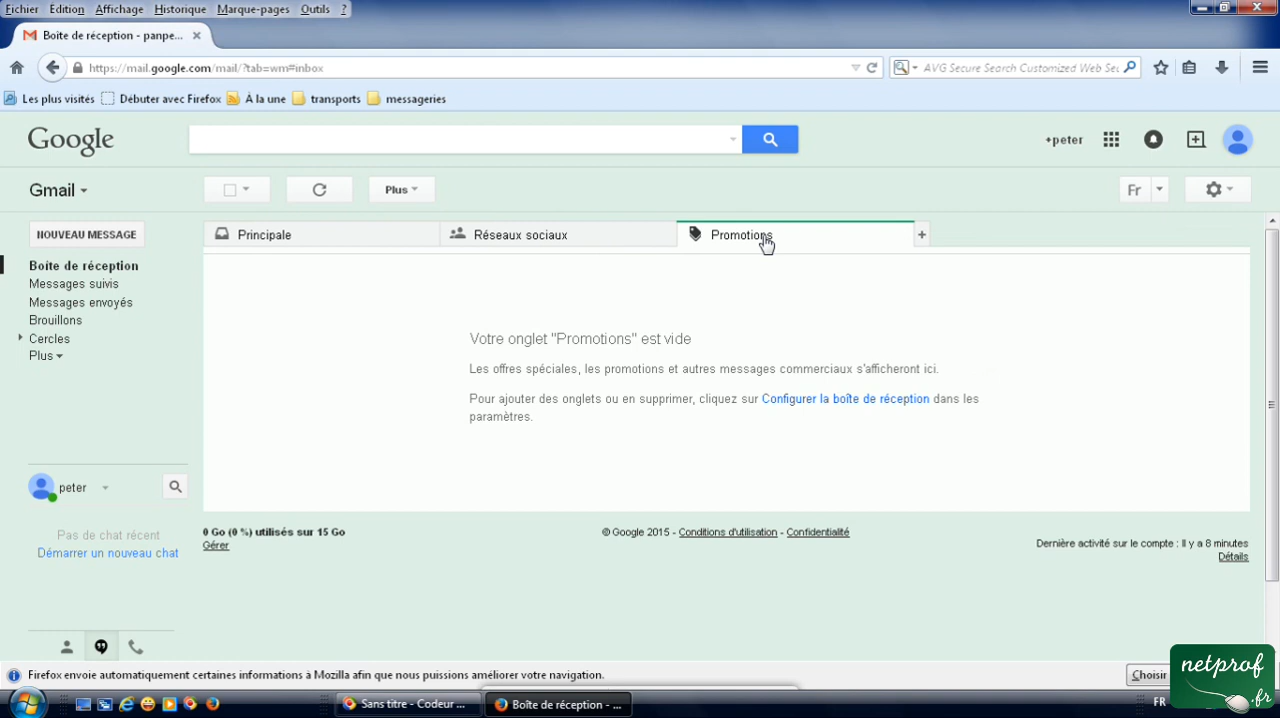 Fichier Édition Affichage Historique Marque-pages Outils ?
Boîte de réception - panpe...
https://mail.google.com/mail/?tab=wm#inbox
AVG Secure Search Customized Web
Les plus visités Débuter avec Firefox À la une transports messageries
Google
+peter
Gmail
Plus
Fr
NOUVEAU MESSAGE
Principale
Réseaux sociaux
Promotions
+
Boîte de réception
Messages suivis
Messages envoyés
Brouillons
Cercles
Plus
Votre onglet "Promotions" est vide
Les offres spéciales, les promotions et autres messages commerciaux s'afficheront ici.
Pour ajouter des onglets ou en supprimer, cliquez sur Configurer la boîte de réception dans les
paramètres.
peter
Pas de chat récent
Démarrer un nouveau chat
0 Go (0 %) utilisés sur 15 Go
Gérer
© Google 2015 - Conditions d'utilisation - Confidentialité
Dernière activité sur le compte : Il y a 8 minutes
Détails
Firefox envoie automatiquement certaines informations à Mozilla afin que nous puissions améliorer votre navigation.
Choisir
netprof
.fr
Sans titre - Codeur ...
Boîte de réception - ...
FR